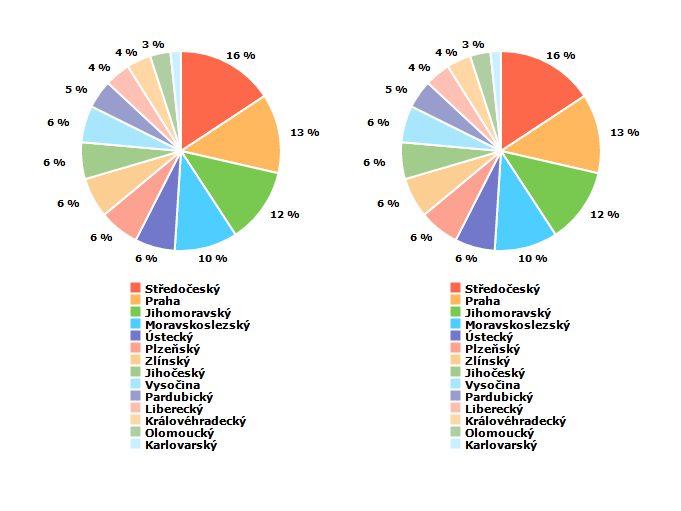 3 %
4 %
16 %
4 %
5 %
13 %
6 %
6 %
6 %
12 %
6 %
6 %
10 %
Středočeský
Praha
Jihomoravský
Moravskoslezský
Ústecký
Plzeňský
Zlínský
Jihočeský
Vysočina
Pardubický
Liberecký
Královéhradecký
Olomoucký
Karlovarský
3 %
4 %
16 %
4 %
5 %
13 %
6 %
6 %
6 %
12 %
6 %
6 %
10 %
Středočeský
Praha
Jihomoravský
Moravskoslezský
Ústecký
Plzeňský
Zlínský
Jihočeský
Vysočina
Pardubický
Liberecký
Královéhradecký
Olomoucký
Karlovarský